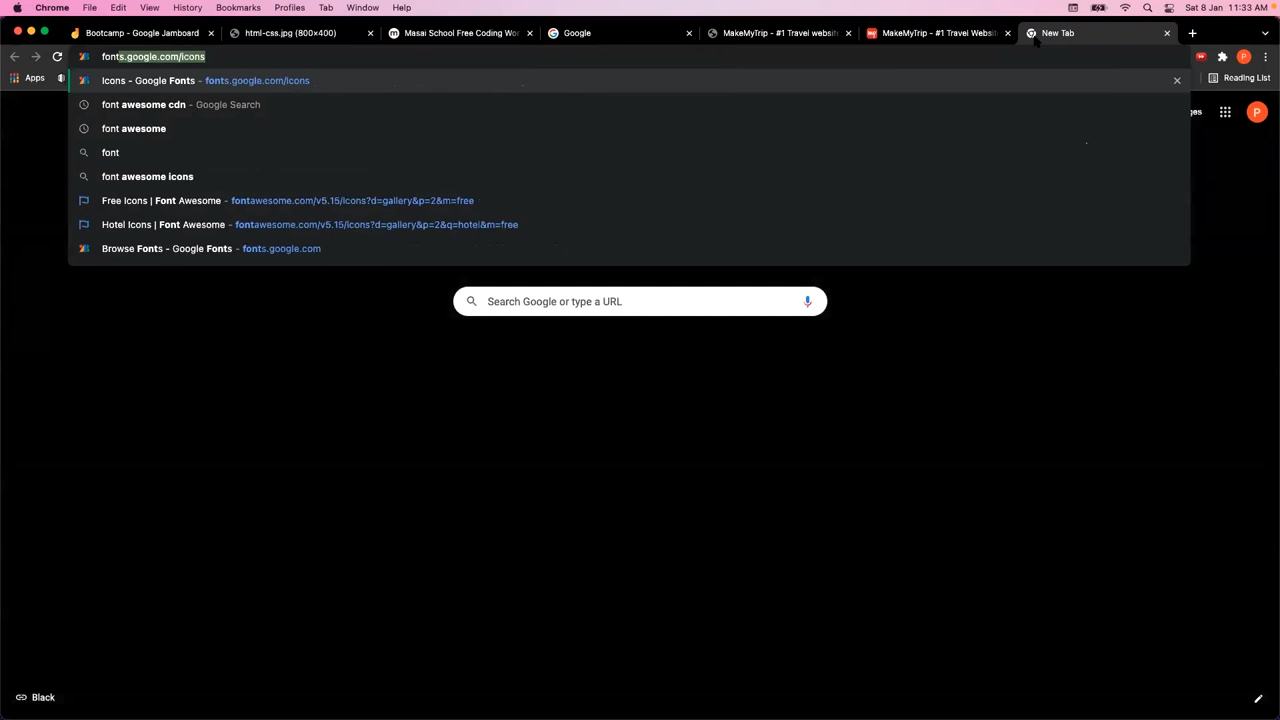 Chrome File Edit View History Bookmarks Profiles Tab Window Help Sat 8 Jan 11:33 AM
Bootcamp - Google Jamboard html-css.jpg (800×400) Masai School Free Coding Wo Google MakeMyTrip - #1 Travel websit MakeMyTrip - #1 Travel Websit New Tab
fonts.google.com/icons
Apps Reading List
Icons - Google Fonts - fonts.google.com/icons
font awesome cdn - Google Search
font awesome
font
font awesome icons
Free Icons | Font Awesome - fontawesome.com/v5.15/icons?d=gallery&p=2&m=free
Hotel Icons | Font Awesome - fontawesome.com/v5.15/icons?d=gallery&p=2&q=hotel&m=free
Browse Fonts - Google Fonts - fonts.google.com
ges
P
Search Google or type a URL
Black